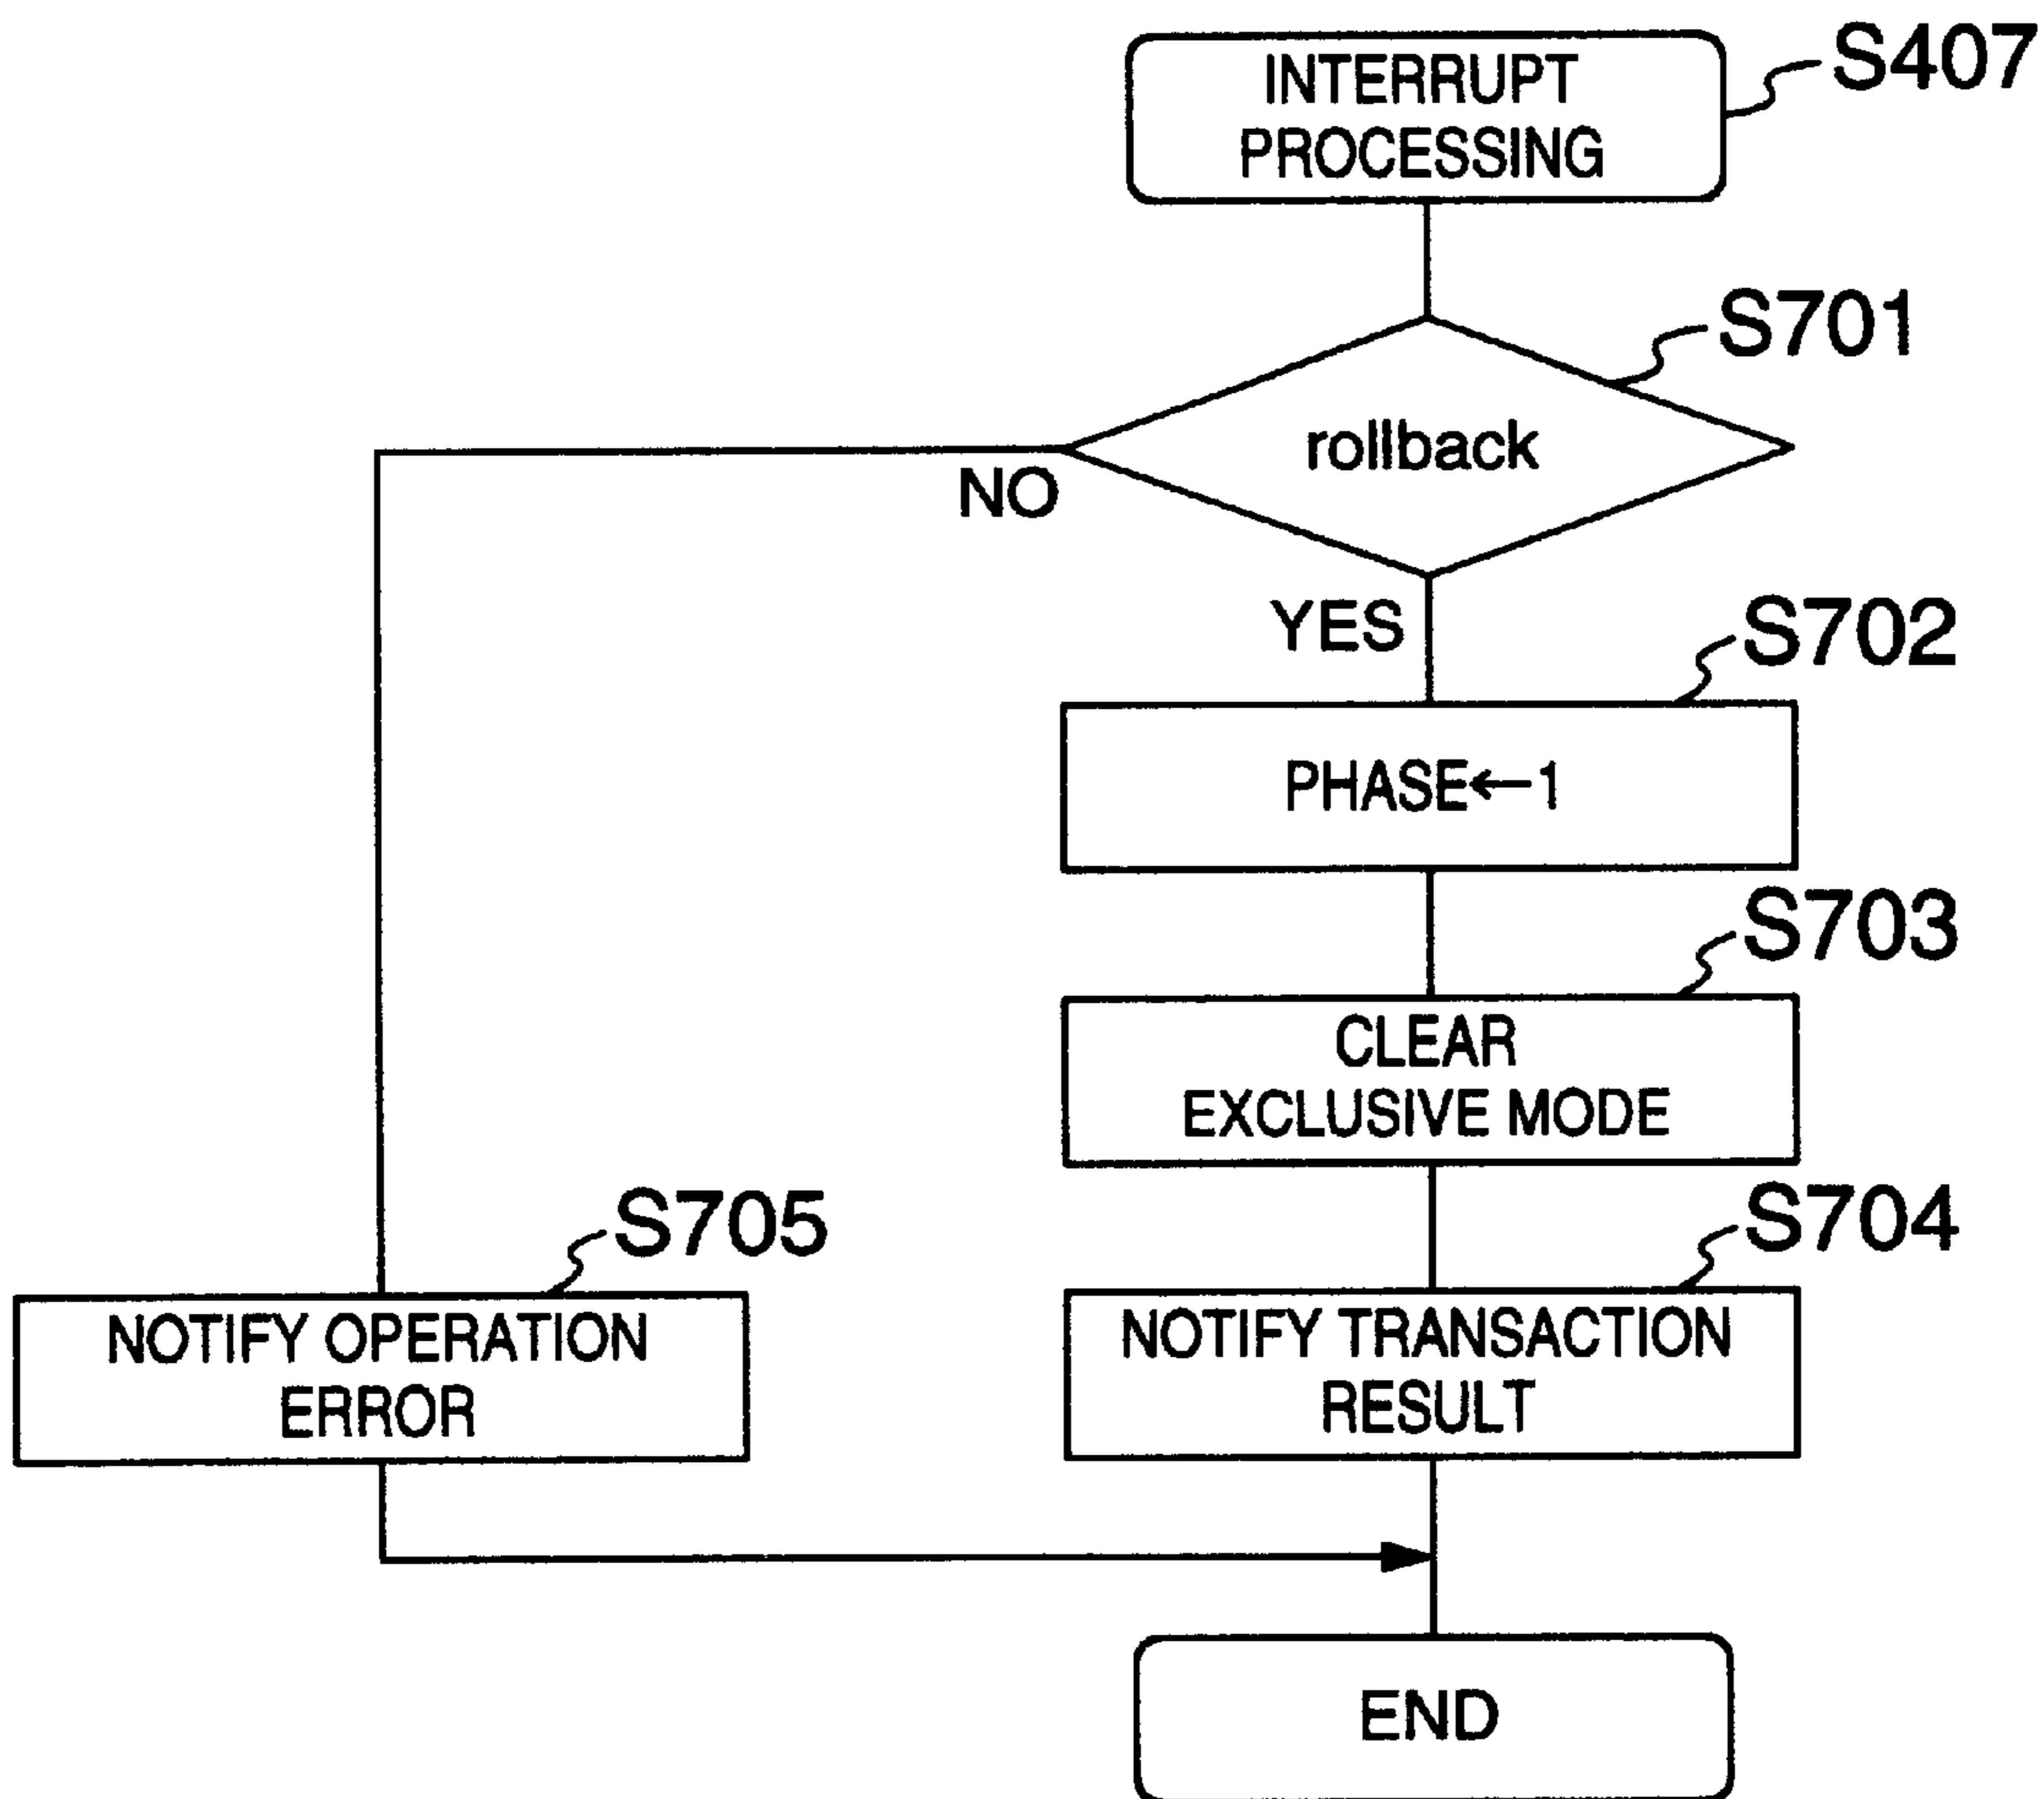 INTERRUPT
PROCESSING
S407
S701
rollback
NO
YES
S702
PHASE←1
S703
CLEAR
EXCLUSIVE MODE
S705
S704
NOTIFY OPERATION
ERROR
NOTIFY TRANSACTION
RESULT
END